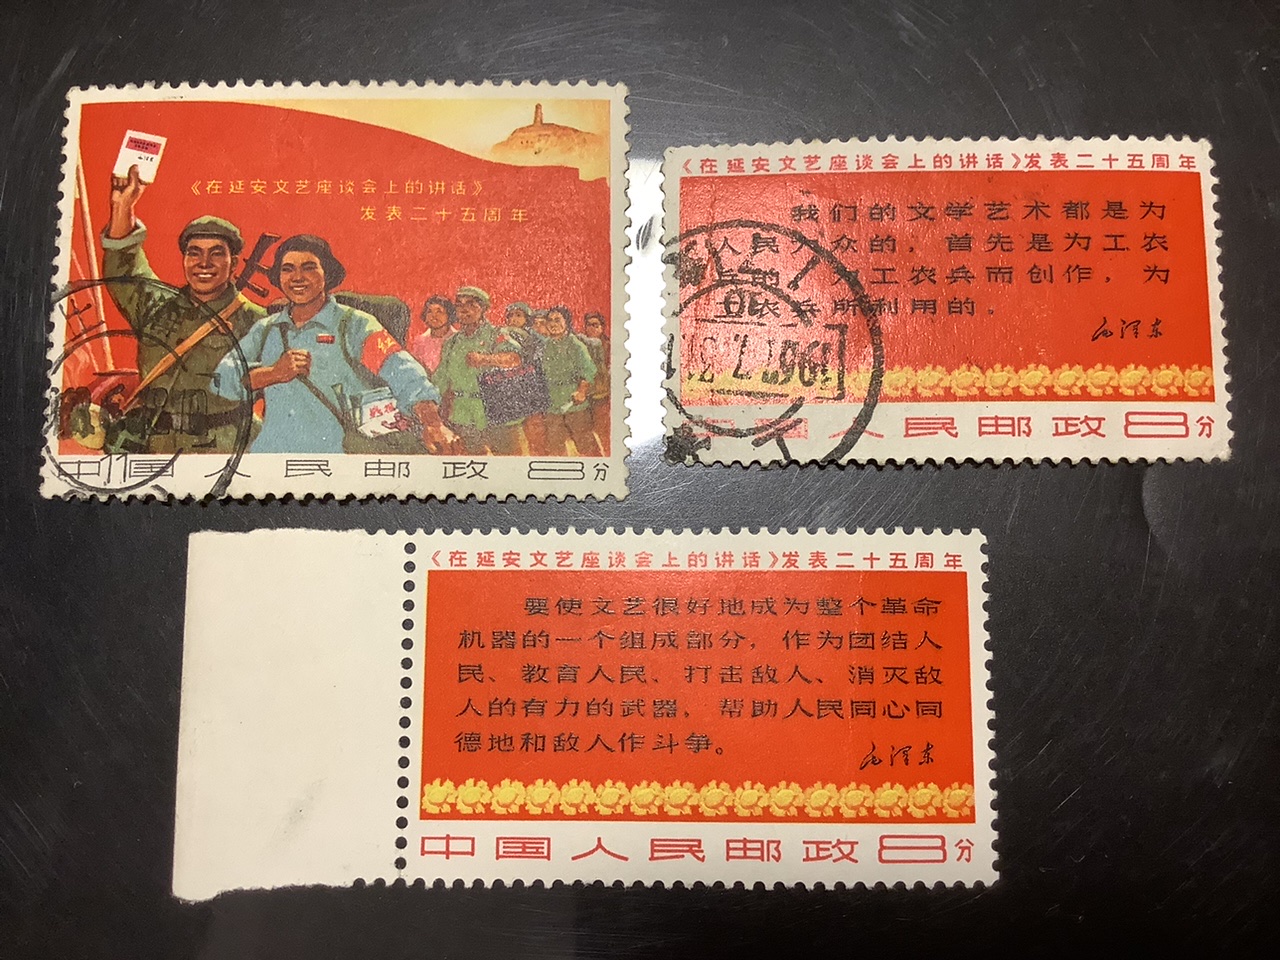 《在延安文艺座谈会上的讲话》
发表二十五周年
中国人民邮政 8分
《在延安文艺座谈会上的讲话》发表二十五周年
我们的文学艺术都是为
人民大众的，首先是为工农
兵的，为工农兵而创作，为
工农兵所利用的。
毛泽东
中国人民邮政 8分
《在延安文艺座谈会上的讲话》发表二十五周年
要使文艺很好地成为整个革命
机器的一个组成部分，作为团结人
民、教育人民、打击敌人、消灭敌
人的有力的武器，帮助人民同心同
德地和敌人作斗争。
毛泽东
中国人民邮政 8分